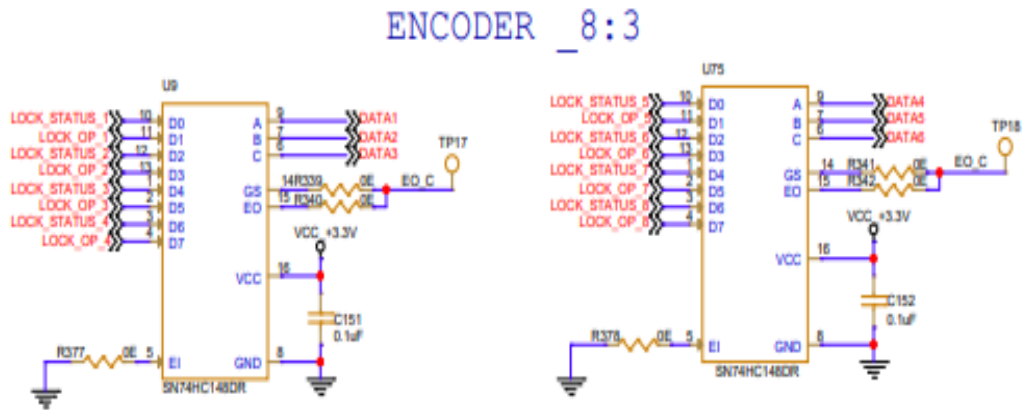 ENCODER _8:3
U9
LOCK_STATUS_1 10 D0 A 9 DATA1
LOCK_OP_1 11 D1 B 7 DATA2
LOCK_STATUS_2 12 D2 C 6 DATA3
LOCK_OP_2 13 D3
LOCK_STATUS_3 1 D4 GS 14 R339 0E EO_C TP17
LOCK_OP_3 2 D5 EO 15 R340 0E
LOCK_STATUS_4 3 D6
LOCK_OP_4 4 D7
VCC_+3.3V
VCC 16
C151
0.1uF
R377 0E 5 EI GND 8
SN74HC148DR
U75
LOCK_STATUS_5 10 D0 A 9 DATA4
LOCK_OP_5 11 D1 B 7 DATA5
LOCK_STATUS_6 12 D2 C 6 DATA6
LOCK_OP_6 13 D3
LOCK_STATUS_7 1 D4 GS 14 R341 0E EO_C TP18
LOCK_OP_7 2 D5 EO 15 R342 0E
LOCK_STATUS_8 3 D6
LOCK_OP_8 4 D7
VCC_+3.3V
VCC 16
C152
0.1uF
R378 0E 5 EI GND 8
SN74HC148DR